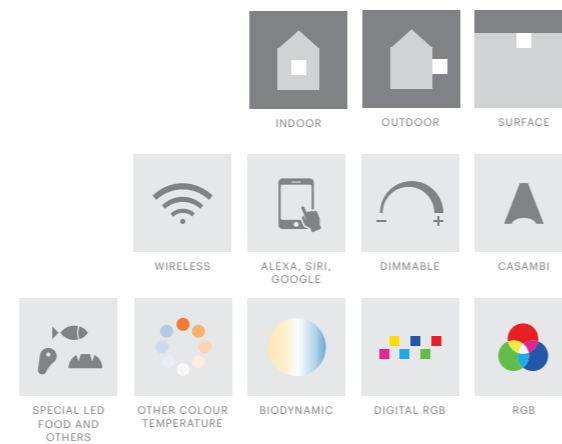 INDOOR
OUTDOOR
SURFACE
WIRELESS
ALEXA, SIRI,
GOOGLE
DIMMABLE
CASAMBI
SPECIAL LED
FOOD AND
OTHERS
OTHER COLOUR
TEMPERATURE
BIODYNAMIC
DIGITAL RGB
RGB